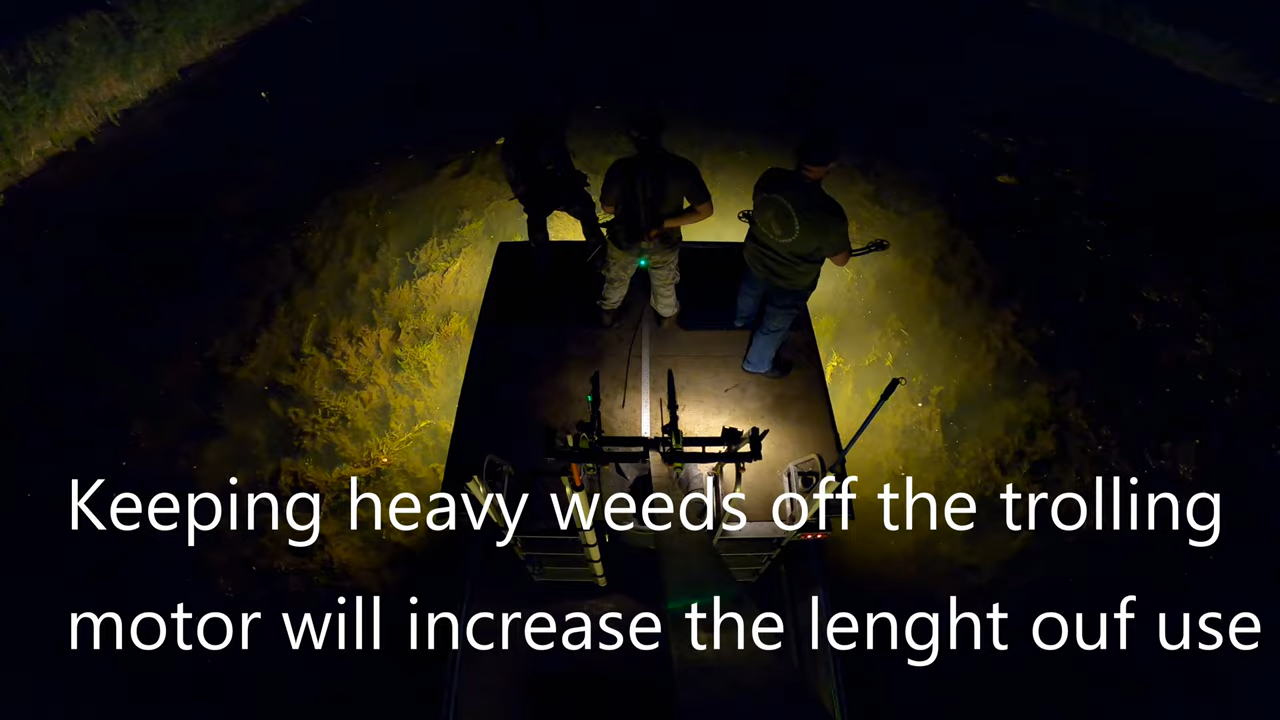 Keeping heavy weeds off the trolling
motor will increase the lenght ouf use